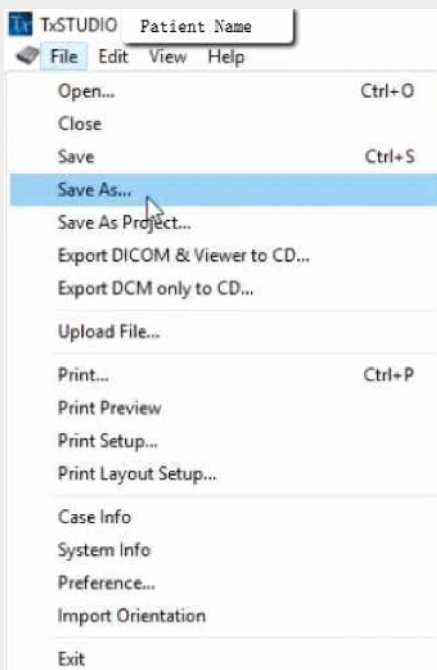 TxSTUDIO Patient Name
File Edit View Help
Open... Ctrl+O
Close
Save Ctrl+S
Save As...
Save As Project...
Export DICOM & Viewer to CD...
Export DCM only to CD...
Upload File...
Print... Ctrl+P
Print Preview
Print Setup...
Print Layout Setup...
Case Info
System Info
Preference...
Import Orientation
Exit